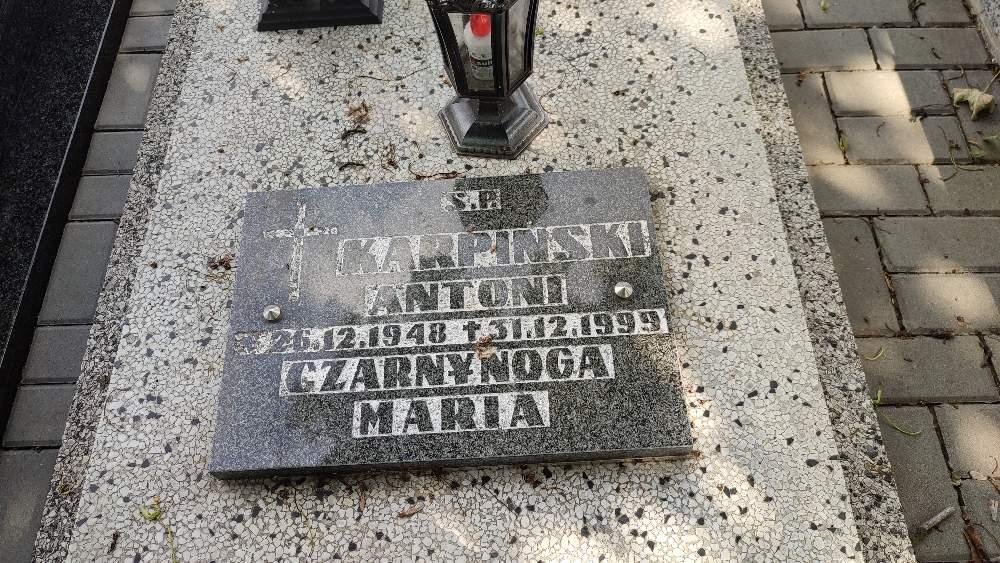 Ś.P.
KARPIŃSKI
ANTONI
* 26.12.1948 ✝ 31.12.1999
CZARNYNOGA
MARIA